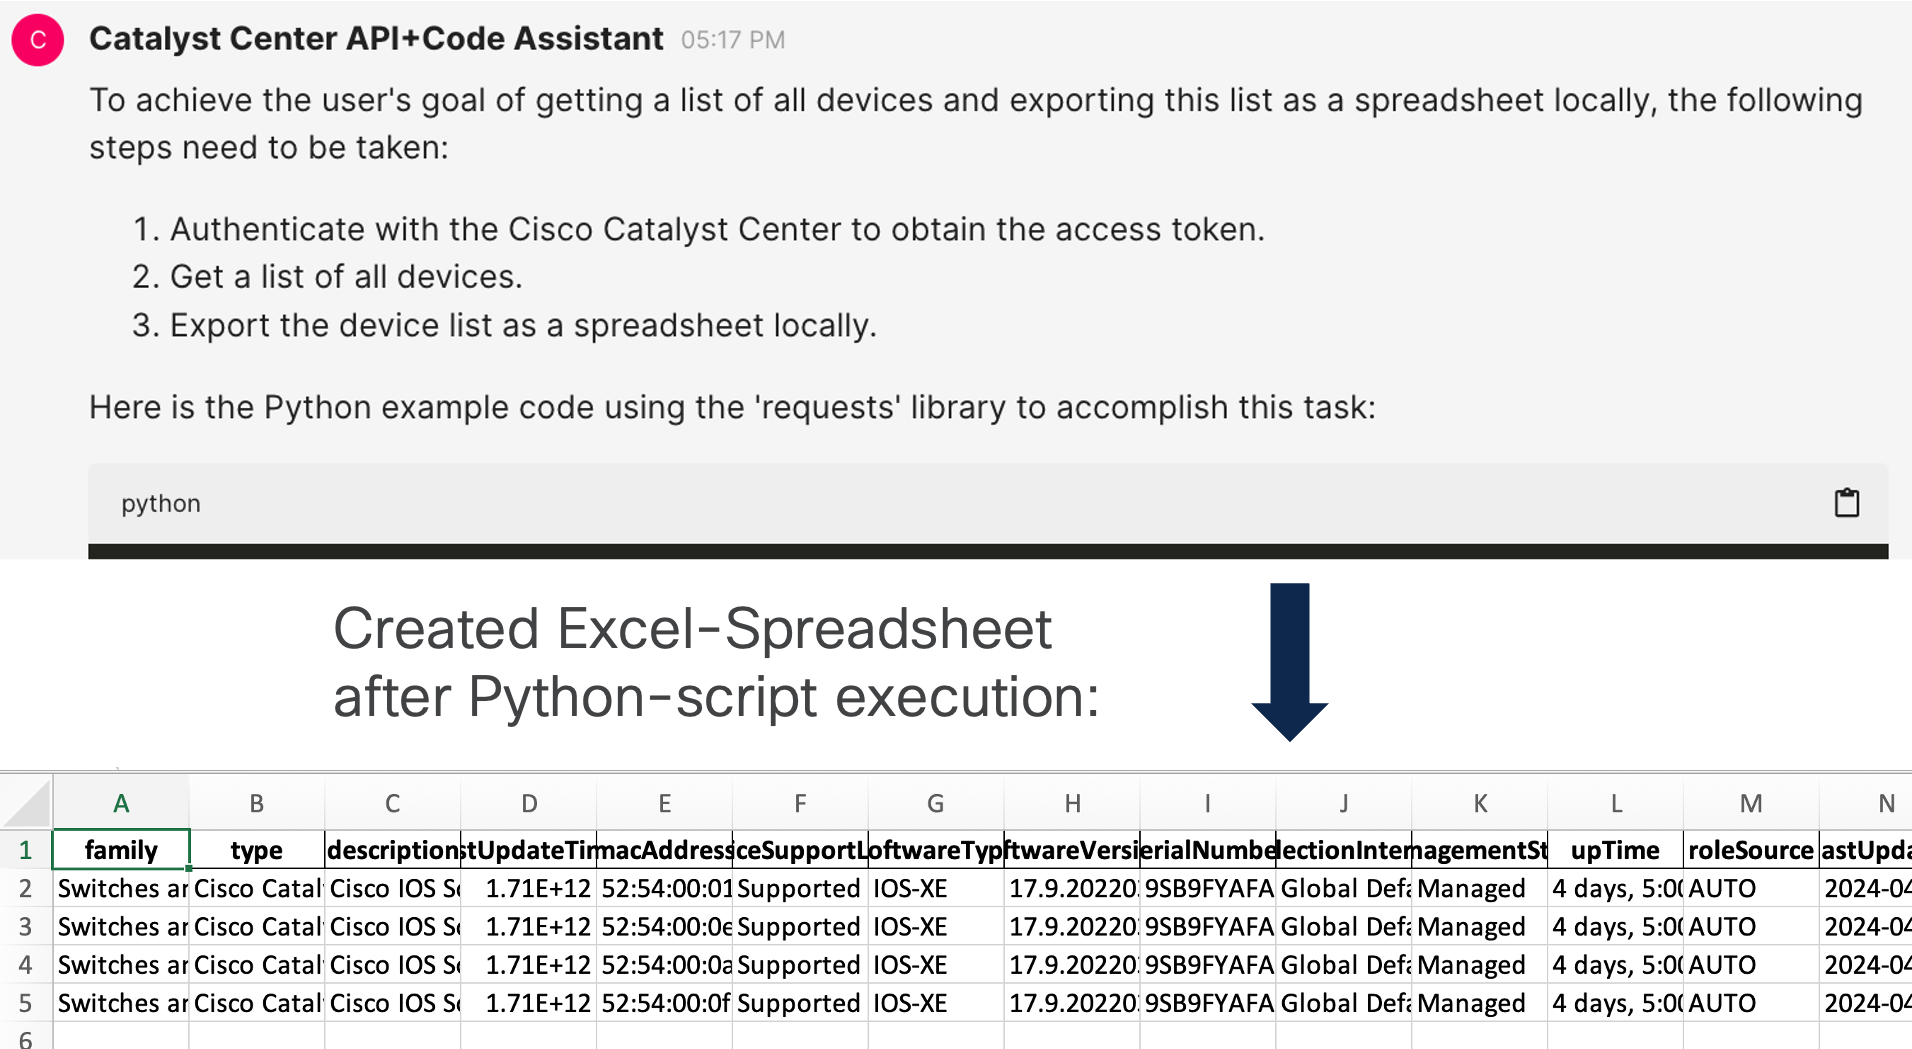 C
Catalyst Center API+Code Assistant 05:17 PM
To achieve the user's goal of getting a list of all devices and exporting this list as a spreadsheet locally, the following
steps need to be taken:
1. Authenticate with the Cisco Catalyst Center to obtain the access token.
2. Get a list of all devices.
3. Export the device list as a spreadsheet locally.
Here is the Python example code using the 'requests' library to accomplish this task:
python
Created Excel-Spreadsheet
after Python-script execution:
A B C D E F G H I J K L M N
1 family type description stUpdateTim macAddress iceSupportL oftwareTyp ftwareVersi erialNumbe lectionInter nagementSt upTime roleSource astUpda
2 Switches ar Cisco Catal Cisco IOS So 1.71E+12 52:54:00:01 Supported IOS-XE 17.9.20220 9SB9FYAFA Global Defa Managed 4 days, 5:00 AUTO 2024-04
3 Switches ar Cisco Catal Cisco IOS So 1.71E+12 52:54:00:0e Supported IOS-XE 17.9.20220 9SB9FYAFA Global Defa Managed 4 days, 5:00 AUTO 2024-04
4 Switches ar Cisco Catal Cisco IOS So 1.71E+12 52:54:00:0a Supported IOS-XE 17.9.20220 9SB9FYAFA Global Defa Managed 4 days, 5:00 AUTO 2024-04
5 Switches ar Cisco Catal Cisco IOS So 1.71E+12 52:54:00:0f Supported IOS-XE 17.9.20220 9SB9FYAFA Global Defa Managed 4 days, 5:00 AUTO 2024-04
6